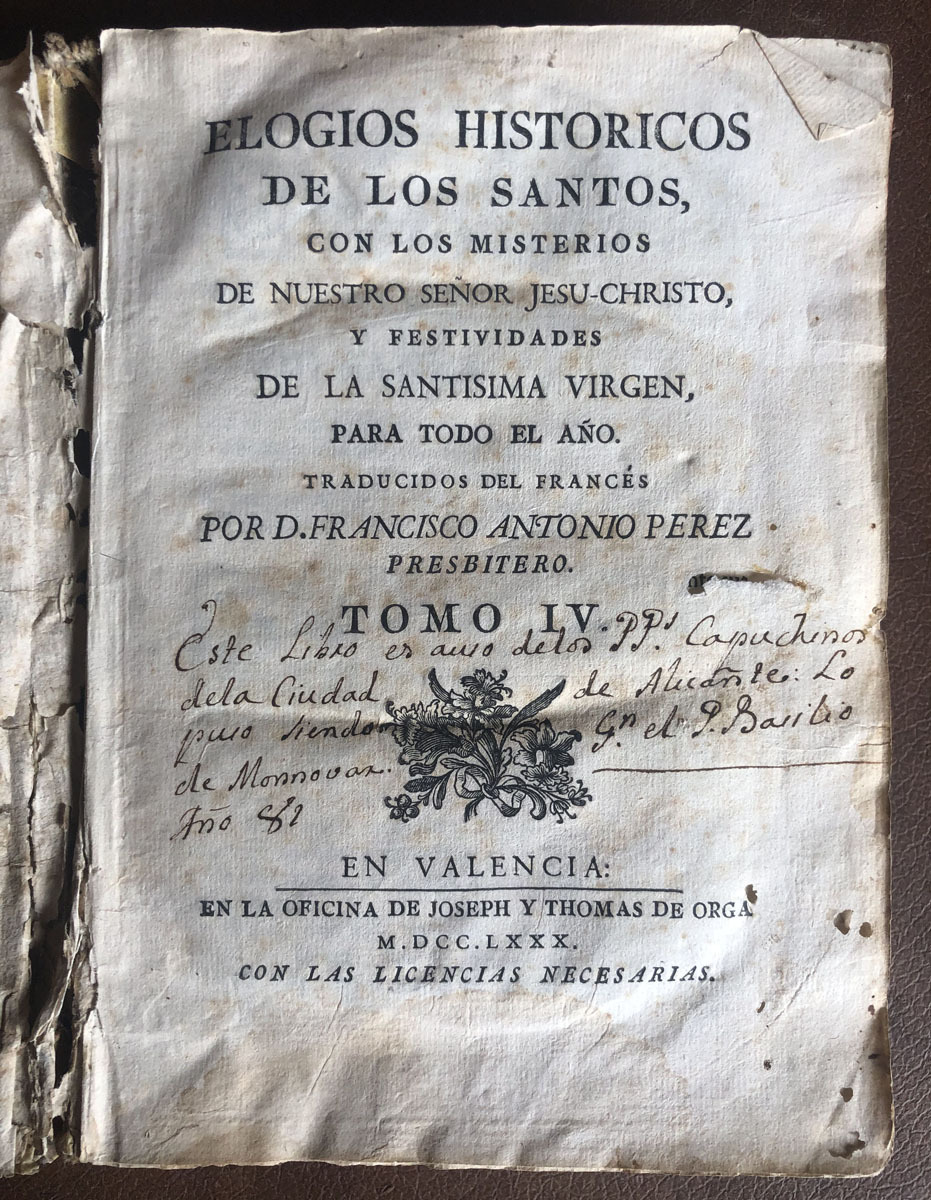 ELOGIOS HISTORICOS
DE LOS SANTOS,
CON LOS MISTERIOS
DE NUESTRO SEÑOR JESU-CHRISTO,
Y FESTIVIDADES
DE LA SANTISIMA VIRGEN,
PARA TODO EL AÑO.
TRADUCIDOS DEL FRANCÉS
POR D. FRANCISCO ANTONIO PEREZ
PRESBITERO.
TOMO IV.
Este Libro es a uso delos PP.s Capuchinos
dela Ciudad de Alicante: Lo
puso siendo G.n el P. Basilio
de Monnovar.
Año 81
EN VALENCIA:
EN LA OFICINA DE JOSEPH Y THOMAS DE ORGA
M.DCC.LXXX.
CON LAS LICENCIAS NECESARIAS.